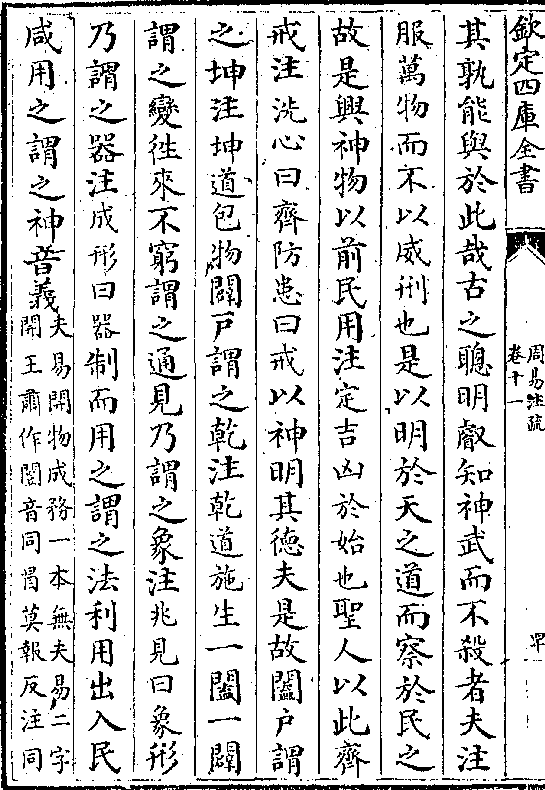 欽定四庫全書
周易注疏
卷十一
其孰能與於此哉古之聰明叡知神武而不殺者夫注
服萬物而不以威刑也是以明於天之道而察於民之
故是興神物以前民用注定吉凶於始也聖人以此齊
戒注洗心曰齊防患曰戒以神明其德夫是故闔戶謂
之坤注坤道包物闢戶謂之乾注乾道施生一闔一闢
謂之變徃來不窮謂之通見乃謂之象注兆見曰象形
乃謂之器注成形曰器制而用之謂之法利用出入民
咸用之謂之神音義夫易開物成務一本無夫易二字
開王肅作闓音同冒莫報反注同